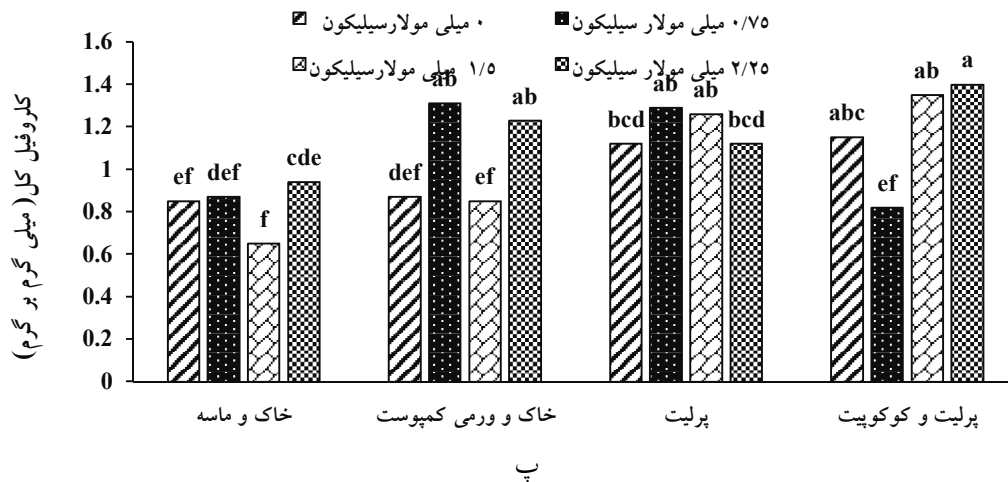 ۰ میلی مولارسیلیکون
۰/۷۵ میلی مولار سیلیکون
۱/۵ میلی مولارسیلیکون
۲/۲۵ میلی مولار سیلیکون
کلروفیل کل( میلی گرم بر گرم)
1.6
1.4
1.2
1
0.8
0.6
0.4
0.2
0
ef def f cde
def ab ef ab
bcd ab ab bcd
abc ef ab a
خاک و ماسه
خاک و ورمی کمپوست
پرلیت
پرلیت و کوکوپیت
پ